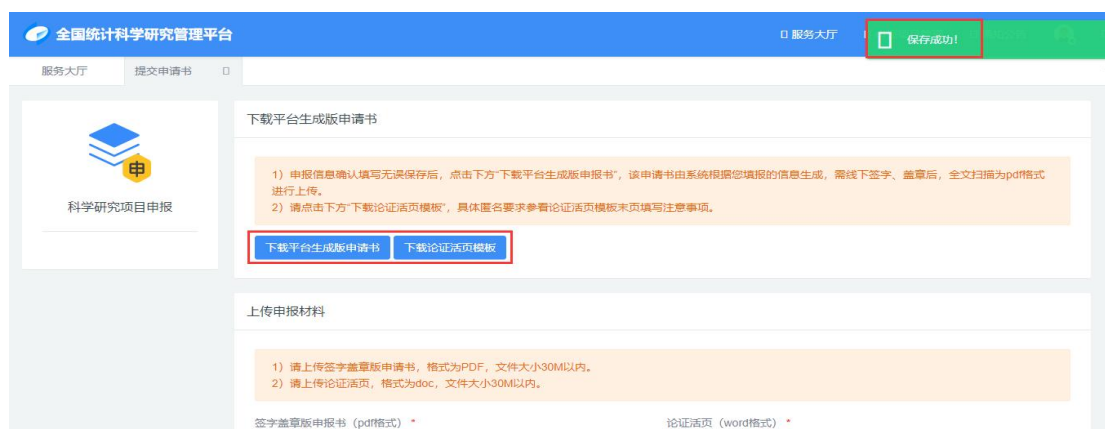 全国统计科学研究管理平台
服务大厅
保存成功!
服务大厅
提交申请书
下载平台生成版申请书
申
1）申报信息确认填写无误保存后，点击下方“下载平台生成版申报书”，该申请书由系统根据您填报的信息生成，需线下签字、盖章后，全文扫描为pdf格式
进行上传。
2）请点击下方“下载论证活页模板”，具体匿名要求参看论证活页模板末页填写注意事项。
科学研究项目申报
下载平台生成版申请书
下载论证活页模板
上传申报材料
1）请上传签字盖章版申请书，格式为PDF，文件大小30M以内。
2）请上传论证活页，格式为doc，文件大小30M以内。
签字盖章版申报书（pdf格式）*
论证活页（word格式）*